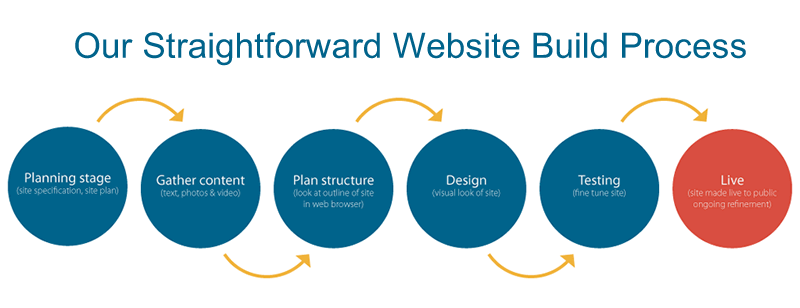 Our Straightforward Website Build Process
Planning stage
(site specification, site plan)
Gather content
(text, photos & video)
Plan structure
(look at outline of site
in web browser)
Design
(visual look of site)
Testing
(fine tune site)
Live
(site made live to public
ongoing refinement)